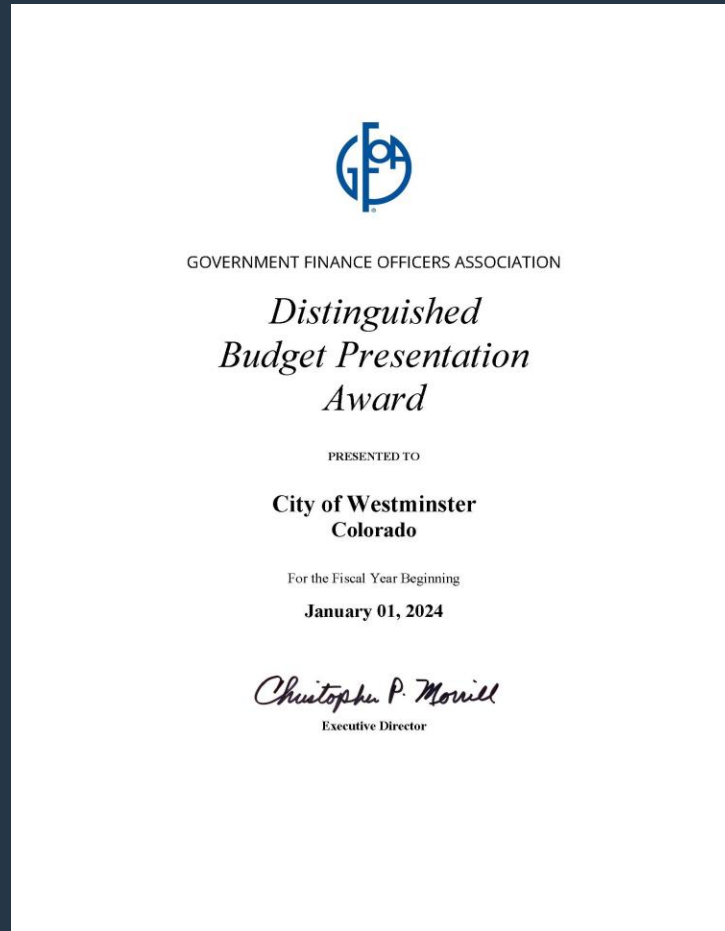 GFOA
®
GOVERNMENT FINANCE OFFICERS ASSOCIATION
Distinguished
Budget Presentation
Award
PRESENTED TO
City of Westminster
Colorado
For the Fiscal Year Beginning
January 01, 2024
Christopher P. Morrill
Executive Director